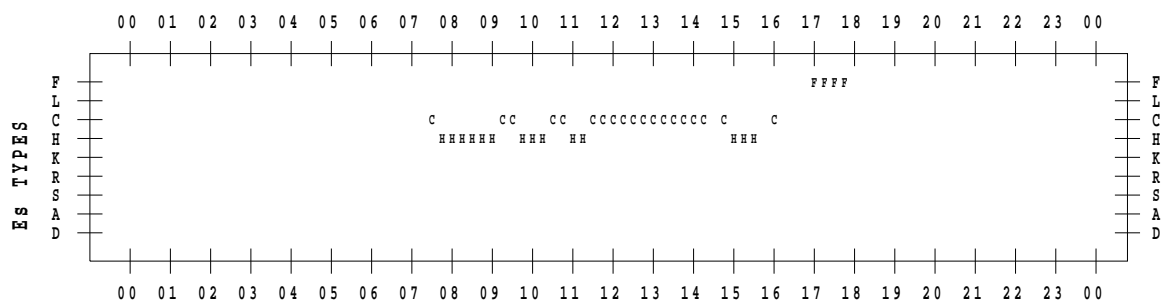 00 01 02 03 04 05 06 07 08 09 10 11 12 13 14 15 16 17 18 19 20 21 22 23 00
F FFFF F
L L
C C CC CC CCCCCCCCCCCC C C C
H HHHHHH HHH HH HHH H
K K
R R
S S
A A
D D
Es TYPES
00 01 02 03 04 05 06 07 08 09 10 11 12 13 14 15 16 17 18 19 20 21 22 23 00